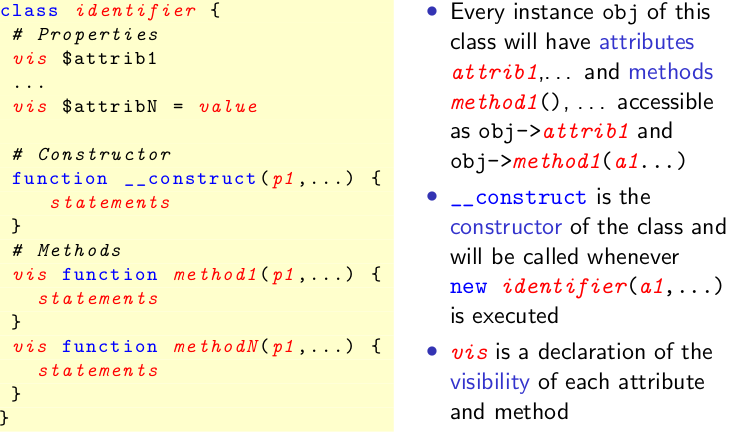 class identifier {
# Properties
vis $attrib1
...
vis $attribN = value
# Constructor
function __construct(p1,...) {
statements
}
# Methods
vis function method1(p1,...) {
statements
}
vis function methodN(p1,...) {
statements
}
}
• Every instance obj of this
class will have attributes
attrib1,... and methods
method1(), ... accessible
as obj->attrib1 and
obj->method1(a1...)
• __construct is the
constructor of the class and
will be called whenever
new identifier(a1,...)
is executed
• vis is a declaration of the
visibility of each attribute
and method